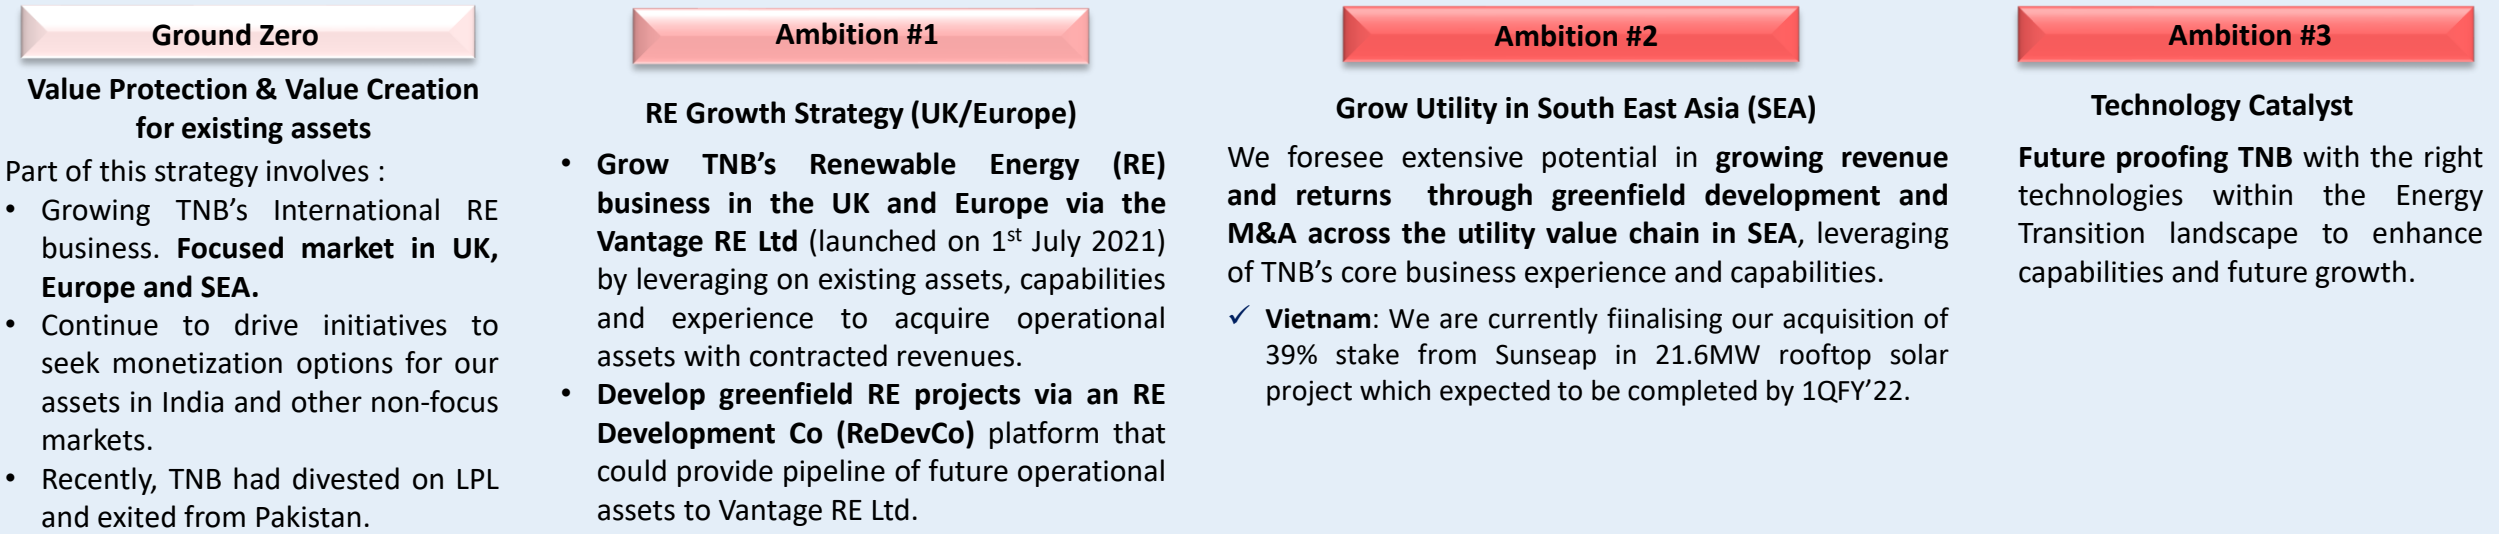 Ground Zero
Value Protection & Value Creation
for existing assets
Part of this strategy involves :
• Growing TNB's International RE
business. Focused market in UK,
Europe and SEA.
• Continue to drive initiatives to
seek monetization options for our
assets in India and other non-focus
markets.
• Recently, TNB had divested on LPL
and exited from Pakistan.
Ambition #1
RE Growth Strategy (UK/Europe)
• Grow TNB's Renewable Energy (RE)
business in the UK and Europe via the
Vantage RE Ltd (launched on 1st July 2021)
by leveraging on existing assets, capabilities
and experience to acquire operational
assets with contracted revenues.
• Develop greenfield RE projects via an RE
Development Co (ReDevCo) platform that
could provide pipeline of future operational
assets to Vantage RE Ltd.
Ambition #2
Grow Utility in South East Asia (SEA)
We foresee extensive potential in growing revenue
and returns through greenfield development and
M&A across the utility value chain in SEA, leveraging
of TNB's core business experience and capabilities.
✓ Vietnam: We are currently fiinalising our acquisition of
39% stake from Sunseap in 21.6MW rooftop solar
project which expected to be completed by 1QFY'22.
Ambition #3
Technology Catalyst
Future proofing TNB with the right
technologies within the Energy
Transition landscape to enhance
capabilities and future growth.